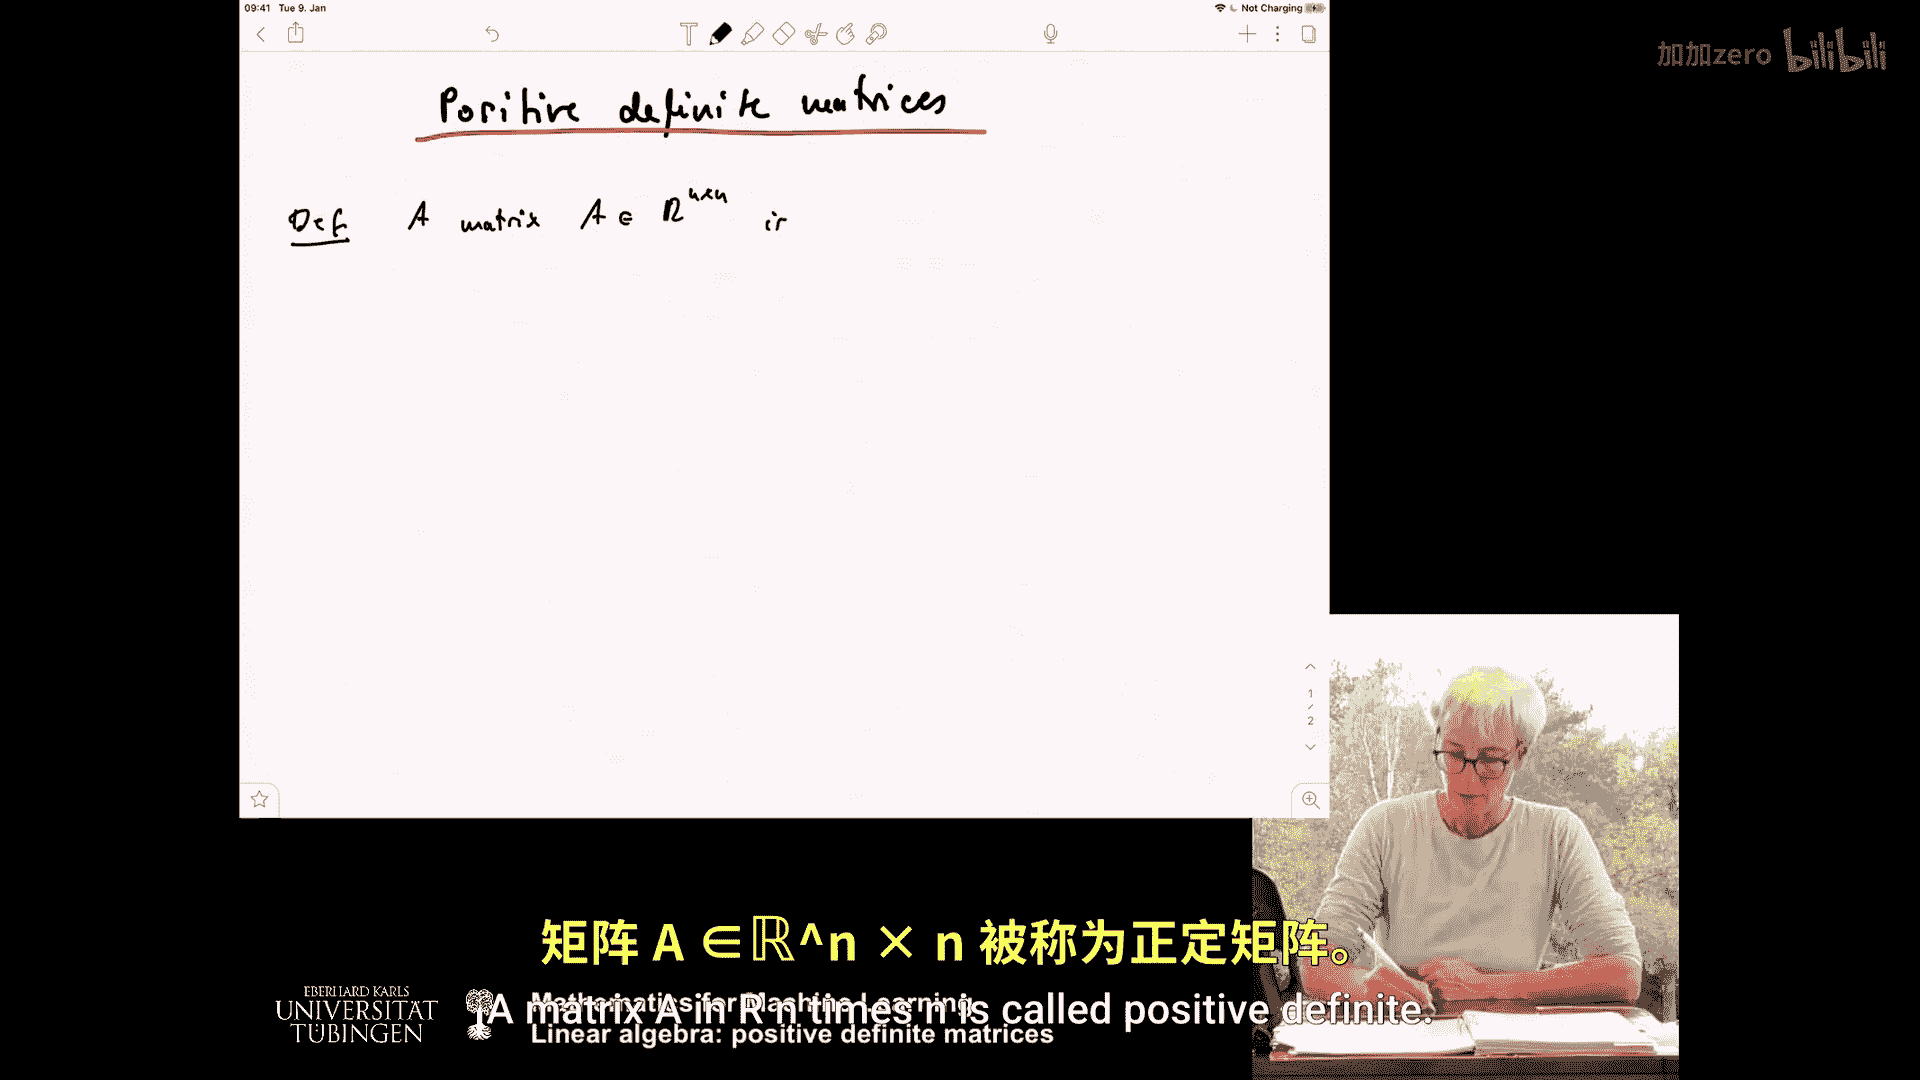 09:41 Tue 9. Jan
Not Charging
加加zero bilibili
Positive definite matrices
Def A matrix A ∈ ℝ^{n×n} is
1
2
矩阵 A ∈ℝ^n × n 被称为正定矩阵。
EBERHARD KARLS
UNIVERSITÄT
TÜBINGEN
Mathematics for Machine Learning
A matrix A in R n times n is called positive definite.
Linear algebra: positive definite matrices